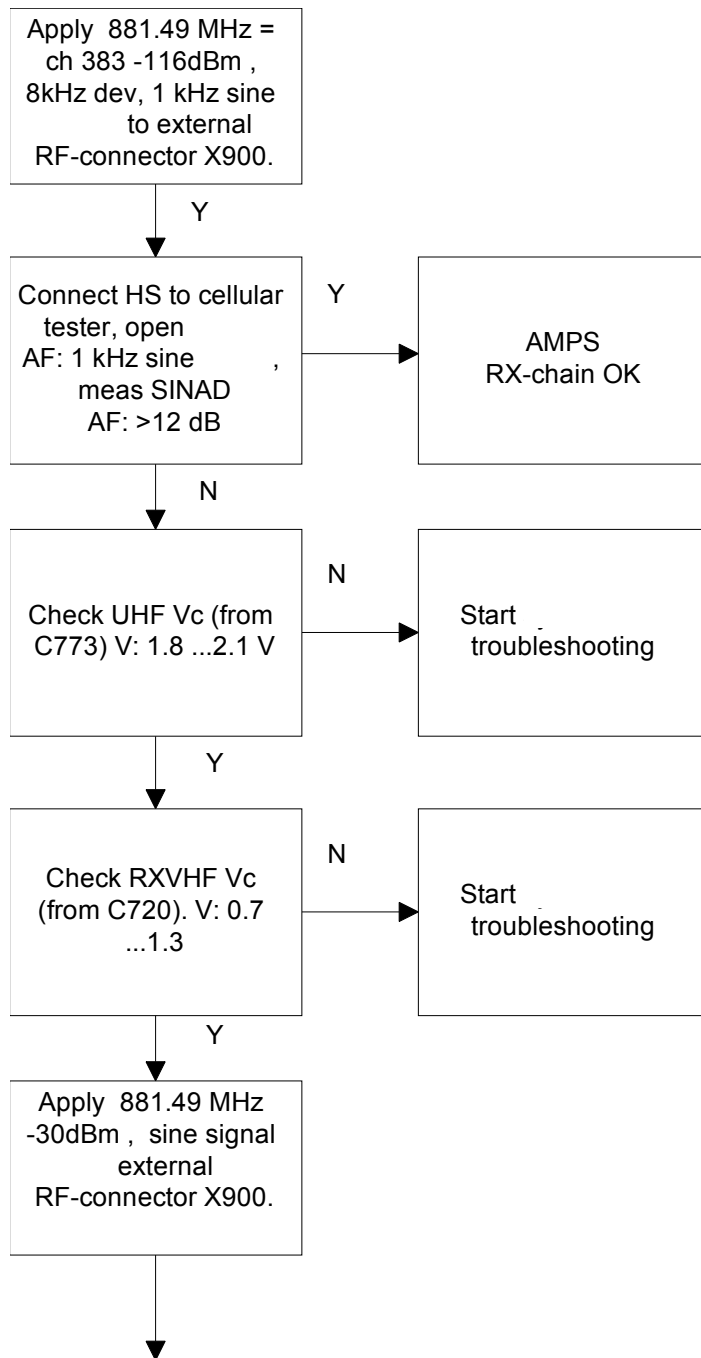 Apply 881.49 MHz =
ch 383 -116dBm ,
8kHz dev, 1 kHz sine
to external
RF-connector X900.
Y
Connect HS to cellular
tester, open
AF: 1 kHz sine ,
meas SINAD
AF: >12 dB
Y
AMPS
RX-chain OK
N
Check UHF Vc (from
C773) V: 1.8 ...2.1 V
N
Start
troubleshooting
Y
Check RXVHF Vc
(from C720). V: 0.7
...1.3
N
Start
troubleshooting
Y
Apply 881.49 MHz
-30dBm , sine signal
external
RF-connector X900.